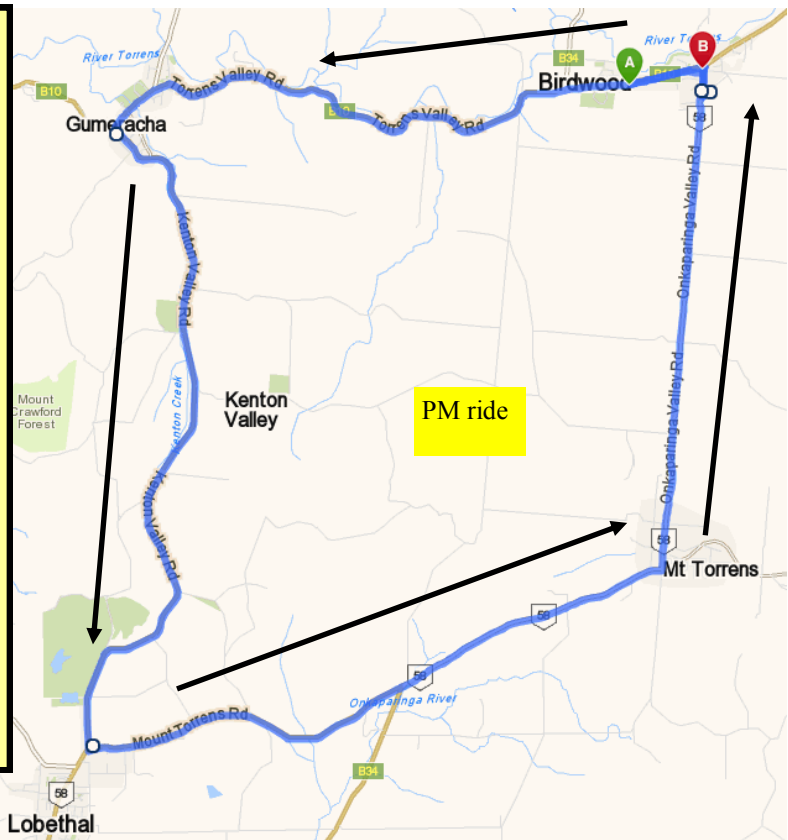 River Torrens
B34
River Torrens
B
A
Birdwood
B10
Torrens Valley Rd
B10
Torrens Valley Rd
Gumeracha
58
Onkaparinga Valley Rd
Kenton Valley Rd
Mount
Crawford
Forest
Kenton Creek
Kenton
Valley
PM ride
Onkaparinga Valley Rd
Kenton Valley Rd
58
Mt Torrens
58
58
Onkaparinga River
Mount Torrens Rd
B34
58
Lobethal